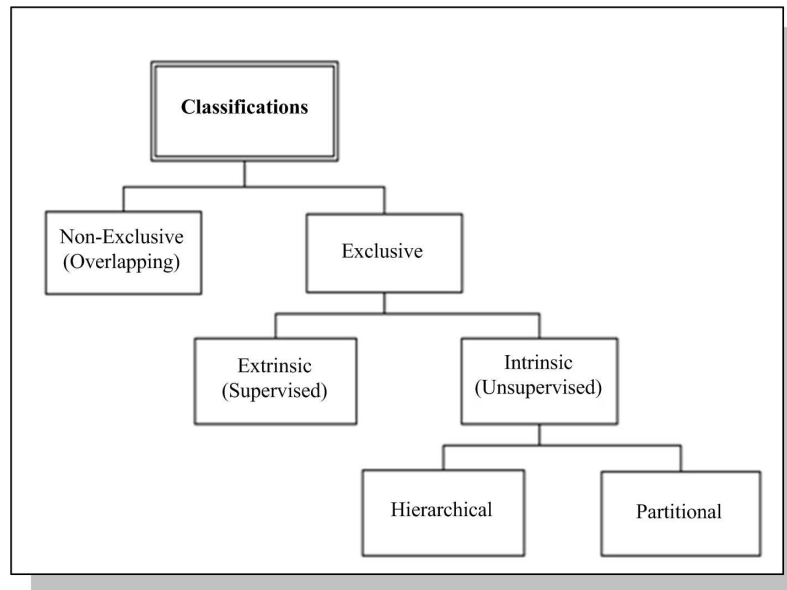 Classifications
Non-Exclusive
(Overlapping)
Exclusive
Extrinsic
(Supervised)
Intrinsic
(Unsupervised)
Hierarchical
Partitional